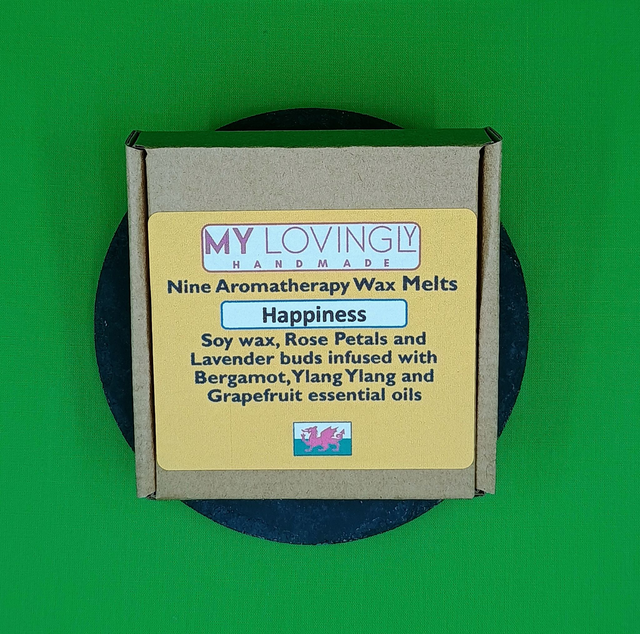 MY LOVINGLY
HANDMADE
Nine Aromatherapy Wax Melts
Happiness
Soy wax, Rose Petals and
Lavender buds infused with
Bergamot,Ylang Ylang and
Grapefruit essential oils